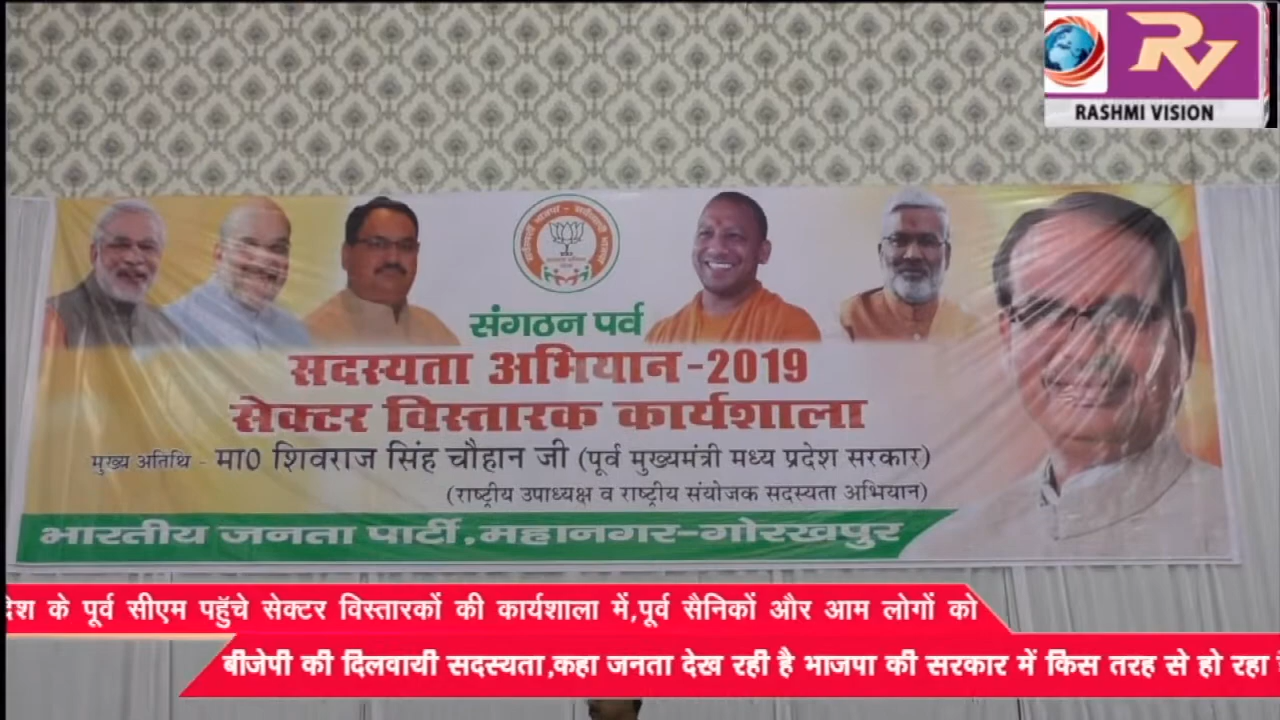 RV
RASHMI VISION
संगठन पर्व
सदस्यता अभियान-2019
सेक्टर विस्तारक कार्यशाला
मुख्य अतिथि - मा0 शिवराज सिंह चौहान जी (पूर्व मुख्यमंत्री मध्य प्रदेश सरकार)
(राष्ट्रीय उपाध्यक्ष व राष्ट्रीय संयोजक सदस्यता अभियान)
भारतीय जनता पार्टी,महानगर-गोरखपुर
के पूर्व सीएम पहुॅचे सेक्टर विस्तारकों की कार्यशाला में,पूर्व सैनिकों और आम लोगों को
बीजेपी की दिलवायी सदस्यता,कहा जनता देख रही है भाजपा की सरकार में किस तरह से हो रहा